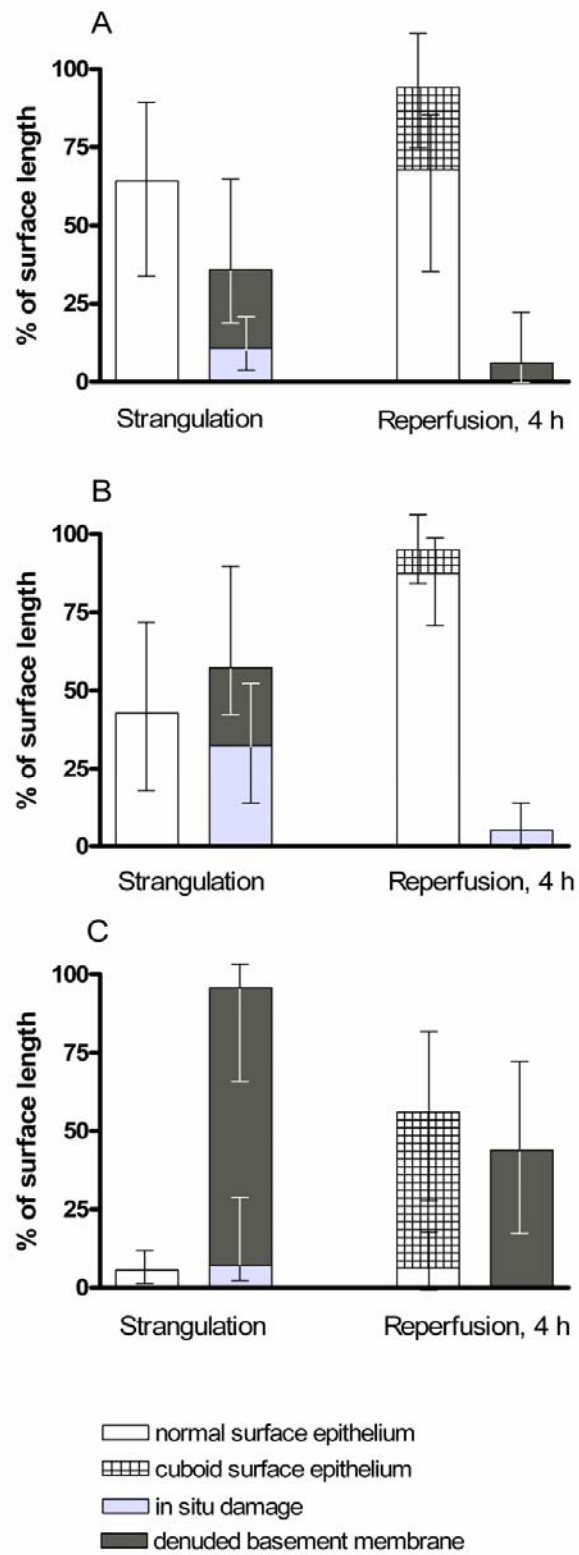 A
% of surface length
100
75
50
25
0
Strangulation Reperfusion, 4 h
B
% of surface length
100
75
50
25
0
Strangulation Reperfusion, 4 h
C
% of surface length
100
75
50
25
0
Strangulation Reperfusion, 4 h
normal surface epithelium
cuboid surface epithelium
in situ damage
denuded basement membrane